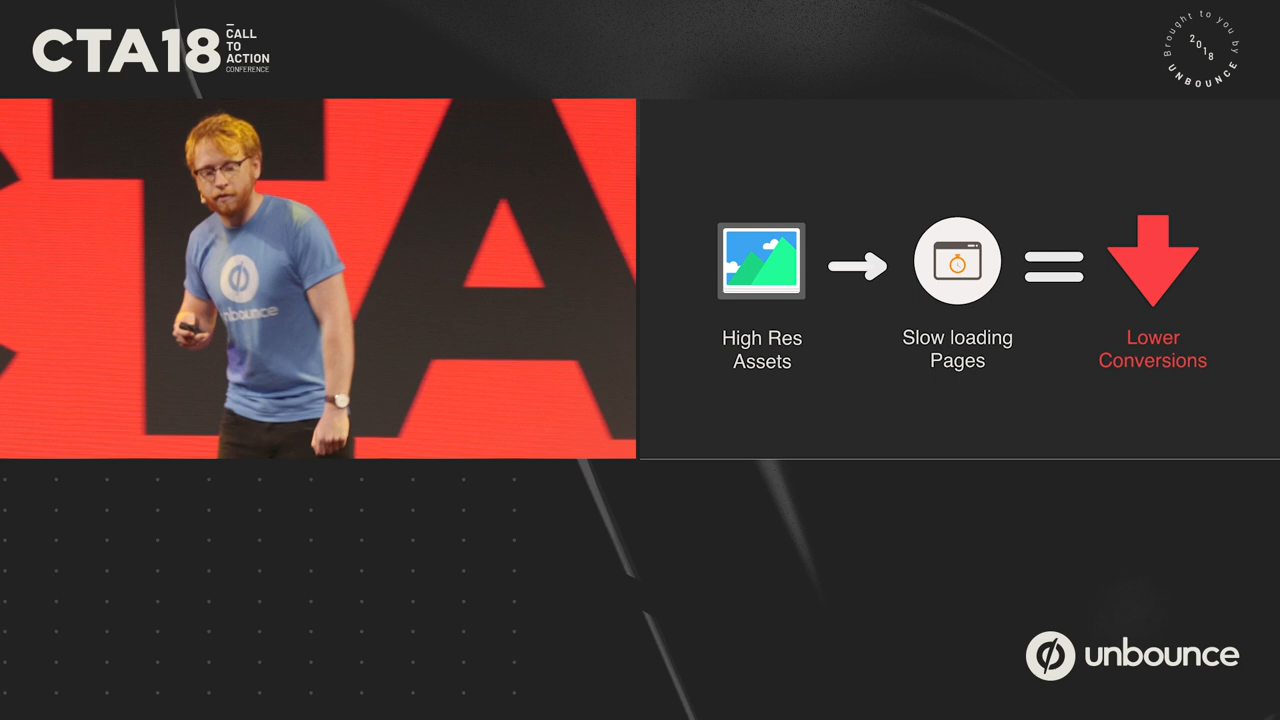 CTA18
CALL
TO
ACTION
CONFERENCE
Brought to you by
2018
UNBOUNCE
CTA
unbounce
High Res
Assets
Slow loading
Pages
Lower
Conversions
unbounce